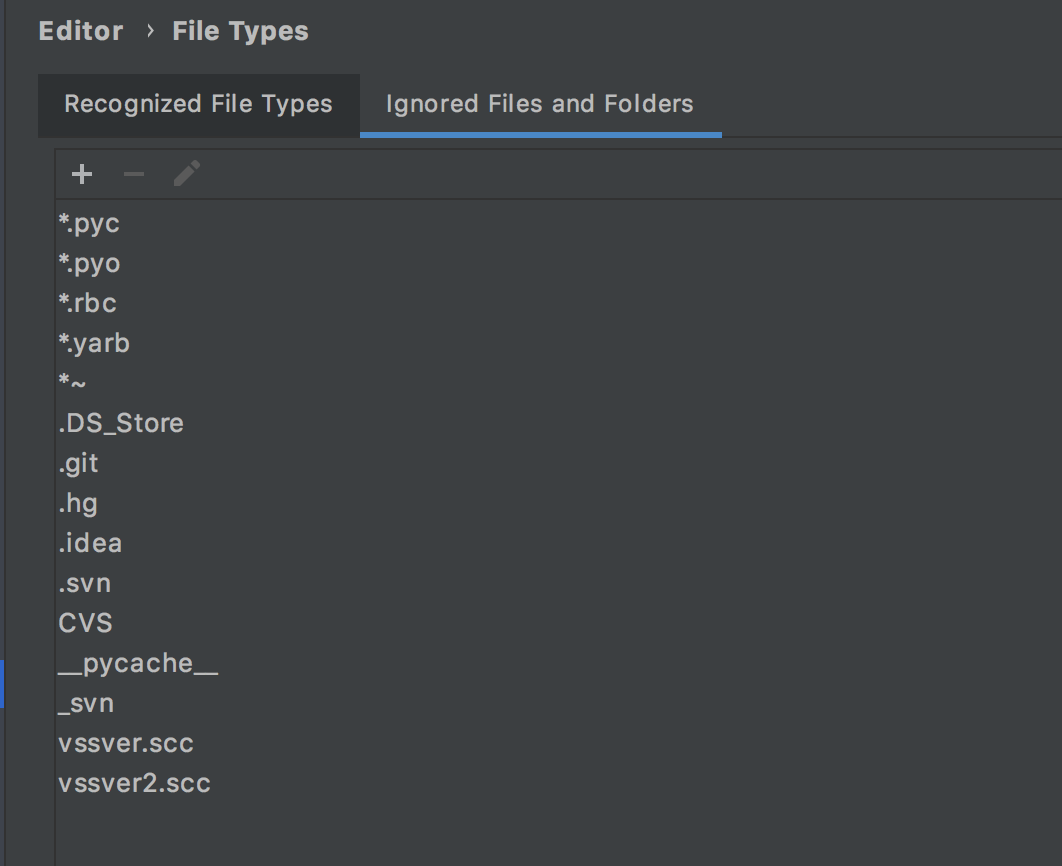 Editor › File Types
Recognized File Types Ignored Files and Folders
*.pyc
*.pyo
*.rbc
*.yarb
*~
.DS_Store
.git
.hg
.idea
.svn
CVS
__pycache__
_svn
vssver.scc
vssver2.scc